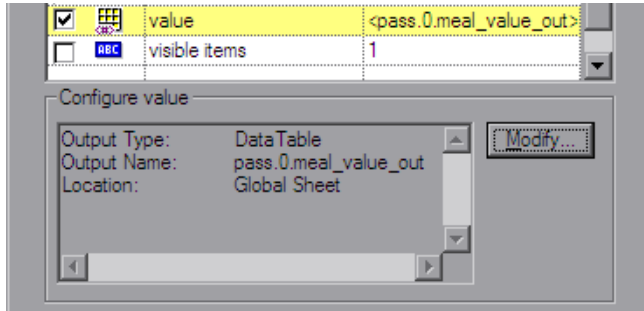 value <pass.0.meal_value_out>
ABC visible items 1
Configure value
Output Type: DataTable
Output Name: pass.0.meal_value_out
Location: Global Sheet
Modify...